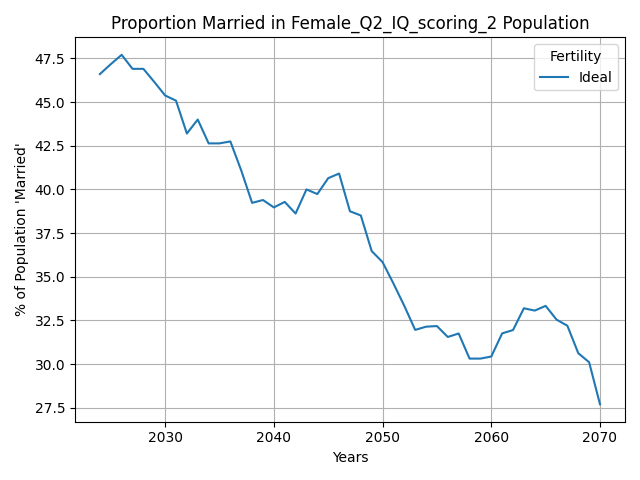 Proportion Married in Female_Q2_IQ_scoring_2 Population
Fertility
Ideal
% of Population 'Married'
47.5
45.0
42.5
40.0
37.5
35.0
32.5
30.0
27.5
2030 2040 2050 2060 2070
Years